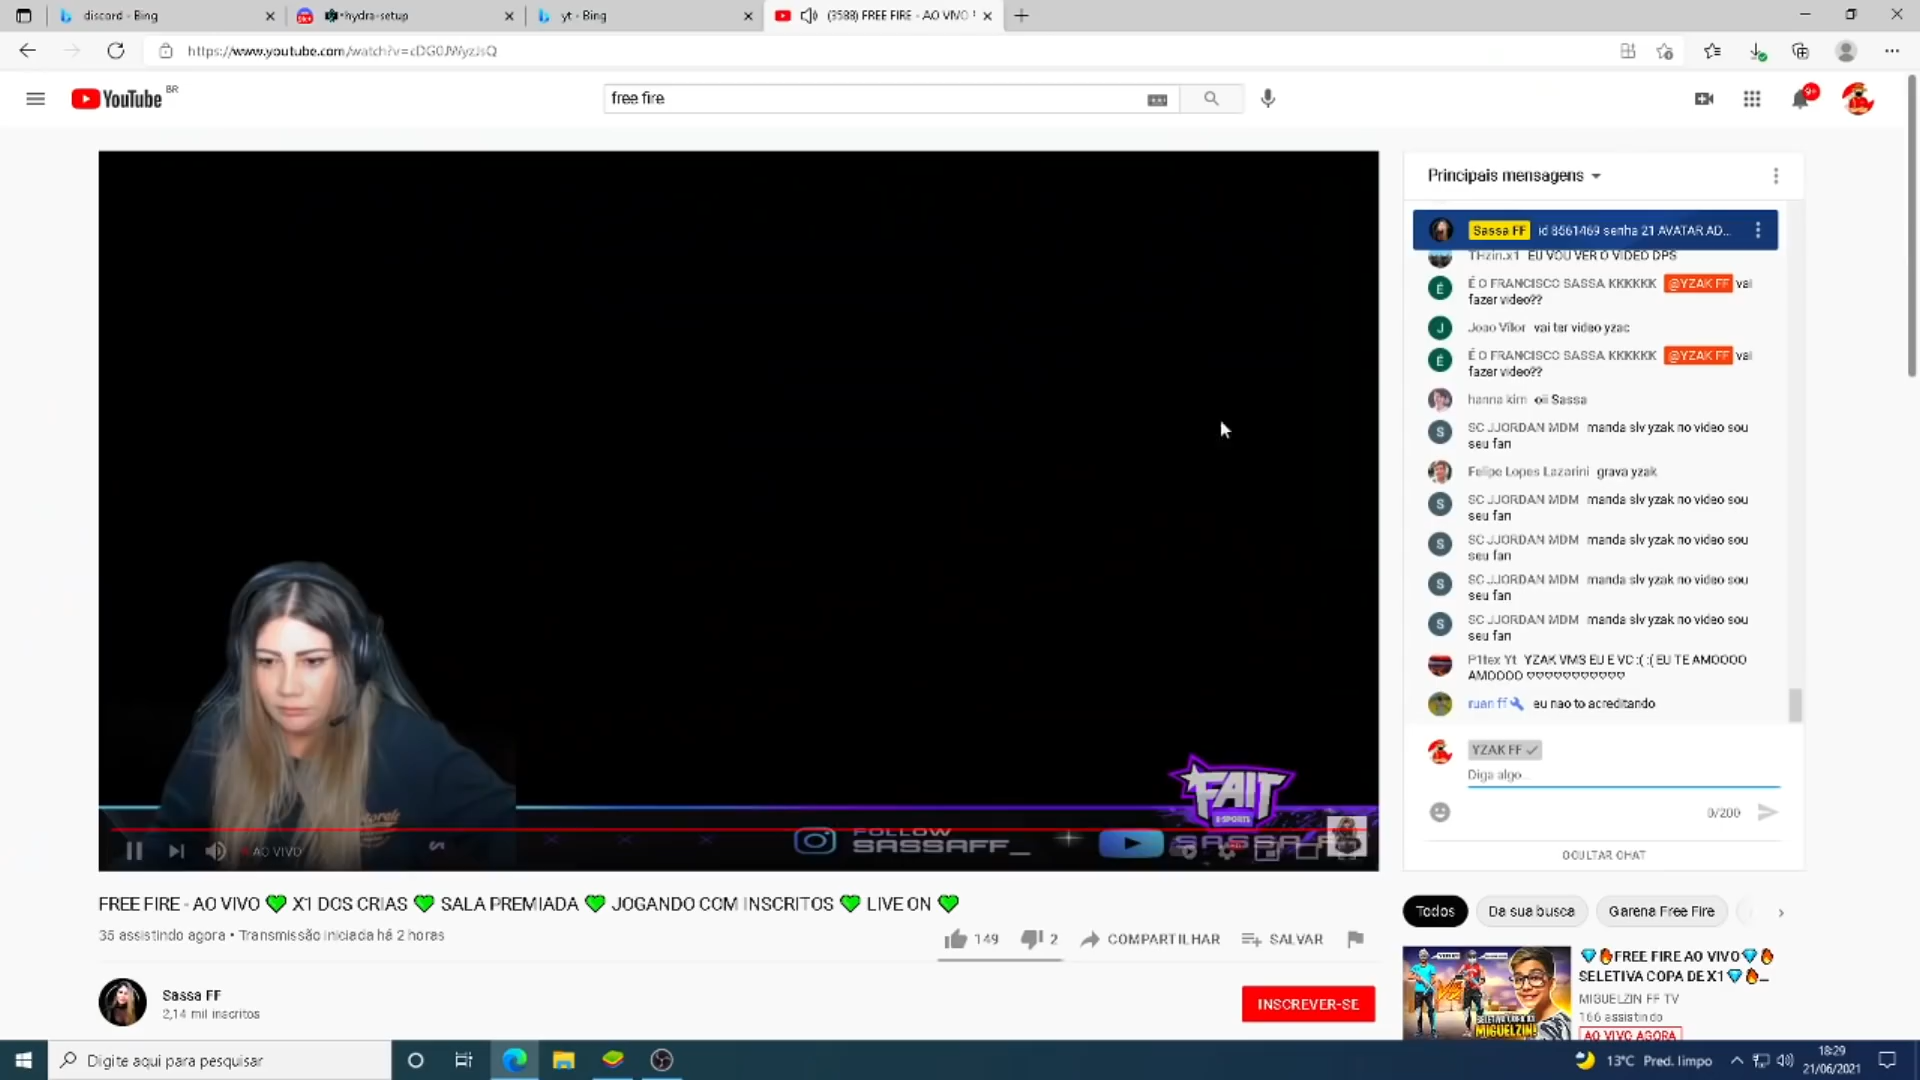 discord - Bing
hydra-setup
yt - Bing
(3588) FREE FIRE - AO VIVO
https://www.youtube.com/watch?v=cDG0JWyzJsQ
YouTube BR
free fire
9+
Principais mensagens
Sassa FF id 8561469 senha 21 AVATAR AD...
THzin.x1 EU VOU VER O VIDEO DPS
É O FRANCISCO SASSA KKKKKK @YZAK FF vai
fazer video??
Joao Vitor vai ter video yzac
É O FRANCISCO SASSA KKKKKK @YZAK FF vai
fazer video??
hanna kim oii Sassa
SC JJORDAN MDM manda slv yzak no video sou
seu fan
Felipe Lopes Lazarini grava yzak
SC JJORDAN MDM manda slv yzak no video sou
seu fan
SC JJORDAN MDM manda slv yzak no video sou
seu fan
SC JJORDAN MDM manda slv yzak no video sou
seu fan
SC JJORDAN MDM manda slv yzak no video sou
seu fan
P1tex Yt YZAK VMS EU E VC :( :( EU TE AMOOOO
AMOOOO ♡♡♡♡♡♡♡♡♡♡♡
ruan ff eu nao to acreditando
YZAK FF
Diga algo...
0/200
OCULTAR CHAT
FAIT
E-SPORTS
AO VIVO
FOLLOW
SASSAFF_
FREE FIRE - AO VIVO 💚 X1 DOS CRIAS 💚 SALA PREMIADA 💚 JOGANDO COM INSCRITOS 💚 LIVE ON 💚
35 assistindo agora • Transmissão iniciada há 2 horas
149 2 COMPARTILHAR SALVAR
Sassa FF
2,14 mil inscritos
INSCREVER-SE
Todos Da sua busca Garena Free Fire
💎🔥FREE FIRE AO VIVO💎🔥
SELETIVA COPA DE X1💎🔥...
MIGUELZIN FF TV
166 assistindo
AO VIVO AGORA
MIGUELZIN!
Digite aqui para pesquisar
13°C Pred. limpo
18:29
21/06/2021